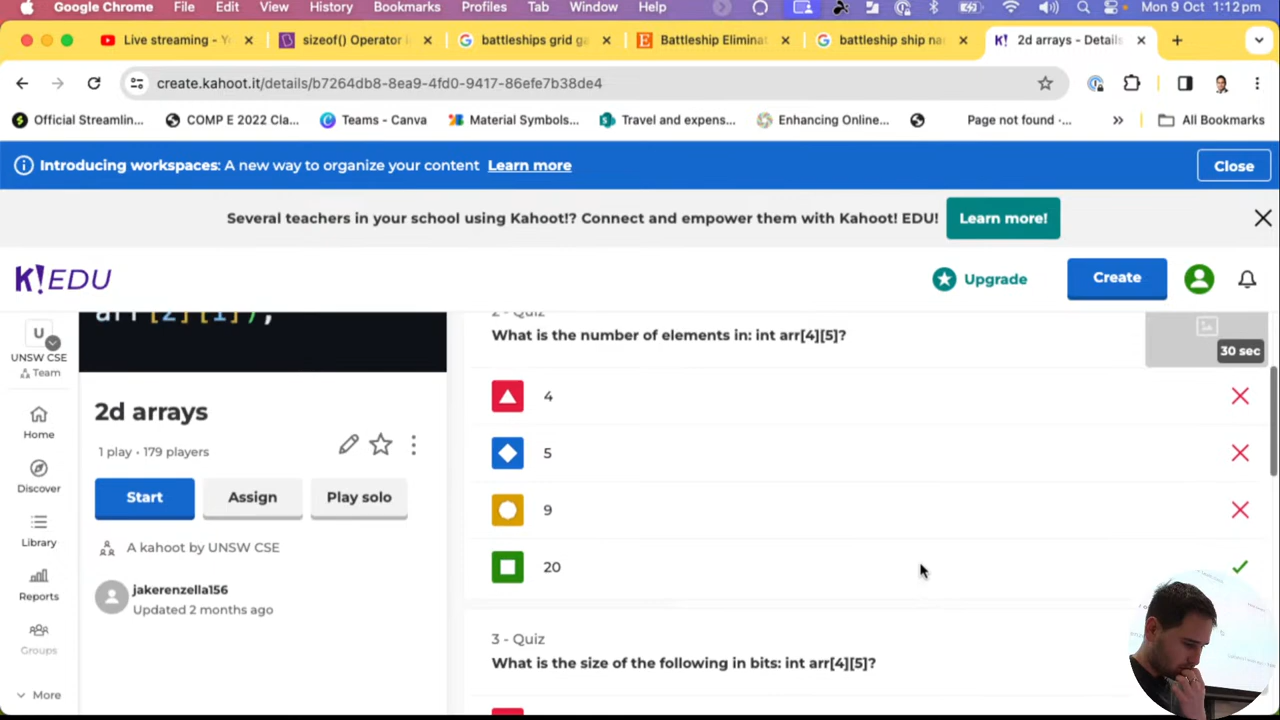 Google Chrome File Edit View History Bookmarks Profiles Tab Window Help Mon 9 Oct 1:12 pm
Live streaming - Y sizeof() Operator i battleships grid g Battleship Eliminat battleship ship na 2d arrays - Details
create.kahoot.it/details/b7264db8-8ea9-4fd0-9417-86efe7b38de4
Official Streamlin... COMP E 2022 Cla... Teams - Canva Material Symbols... Travel and expens... Enhancing Online... Page not found ·... » All Bookmarks
Introducing workspaces: A new way to organize your content Learn more Close
Several teachers in your school using Kahoot!? Connect and empower them with Kahoot! EDU! Learn more!
K! EDU Upgrade Create
arr[2][1]);
U
UNSW CSE
Team
Home
Discover
Library
Reports
Groups
More
2d arrays
1 play · 179 players
Start Assign Play solo
A kahoot by UNSW CSE
jakerenzella156
Updated 2 months ago
2 - Quiz
What is the number of elements in: int arr[4][5]?
30 sec
4
5
9
20
3 - Quiz
What is the size of the following in bits: int arr[4][5]?